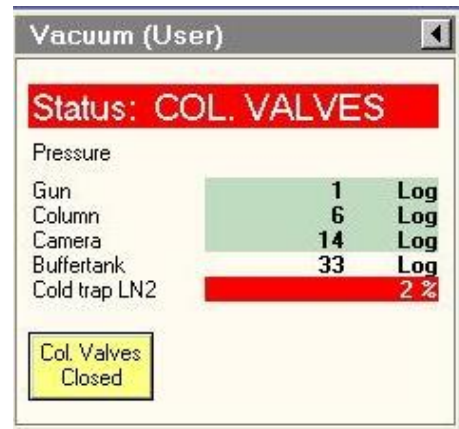 Vacuum (User)
Status: COL. VALVES
Pressure
Gun 1 Log
Column 6 Log
Camera 14 Log
Buffertank 33 Log
Cold trap LN2 2 %
Col. Valves
Closed